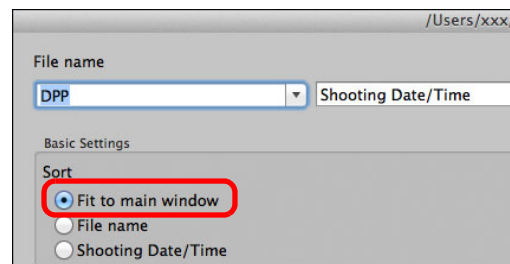 /Users/xxx,
File name
DPP Shooting Date/Time
Basic Settings
Sort
Fit to main window
File name
Shooting Date/Time